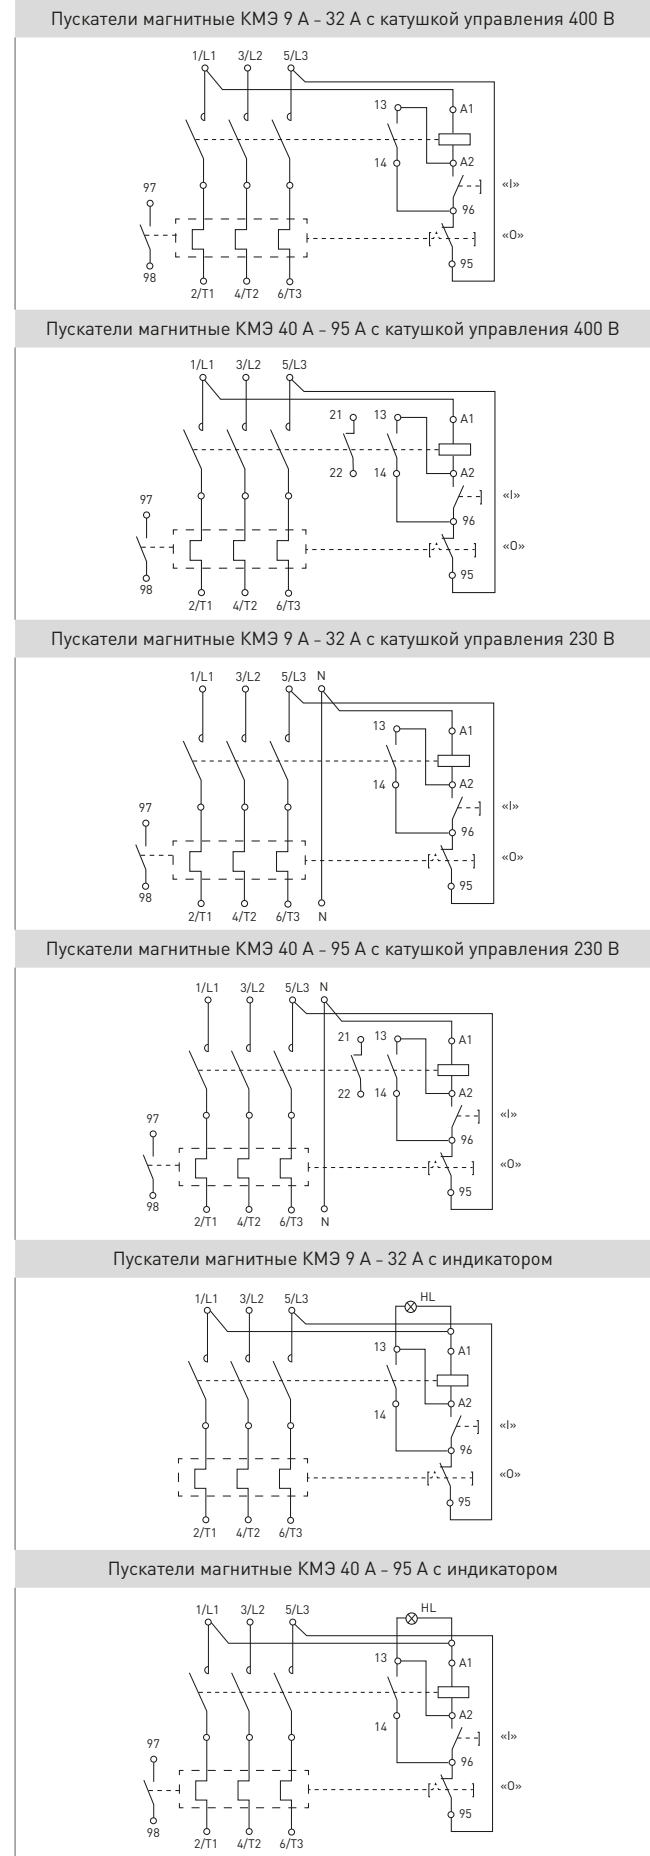 Пускатели магнитные КМЭ 9 А – 32 А с катушкой управления 400 В
1/L1 3/L2 5/L3
13 A1
14 A2
97 «I»
96
«O»
98 95
2/T1 4/T2 6/T3
Пускатели магнитные КМЭ 40 А – 95 А с катушкой управления 400 В
1/L1 3/L2 5/L3
21 13 A1
22 14 A2
97 «I»
96
«O»
98 95
2/T1 4/T2 6/T3
Пускатели магнитные КМЭ 9 А – 32 А с катушкой управления 230 В
1/L1 3/L2 5/L3 N
13 A1
14 A2
97 «I»
96
«O»
98 95
2/T1 4/T2 6/T3 N
Пускатели магнитные КМЭ 40 А – 95 А с катушкой управления 230 В
1/L1 3/L2 5/L3 N
21 13 A1
22 14 A2
97 «I»
96
«O»
98 95
2/T1 4/T2 6/T3 N
Пускатели магнитные КМЭ 9 А – 32 А с индикатором
1/L1 3/L2 5/L3 HL
13 A1
14 A2
«I»
96
«O»
95
2/T1 4/T2 6/T3
Пускатели магнитные КМЭ 40 А – 95 А с индикатором
1/L1 3/L2 5/L3 HL
13 A1
14 A2
97 «I»
96
«O»
98 95
2/T1 4/T2 6/T3